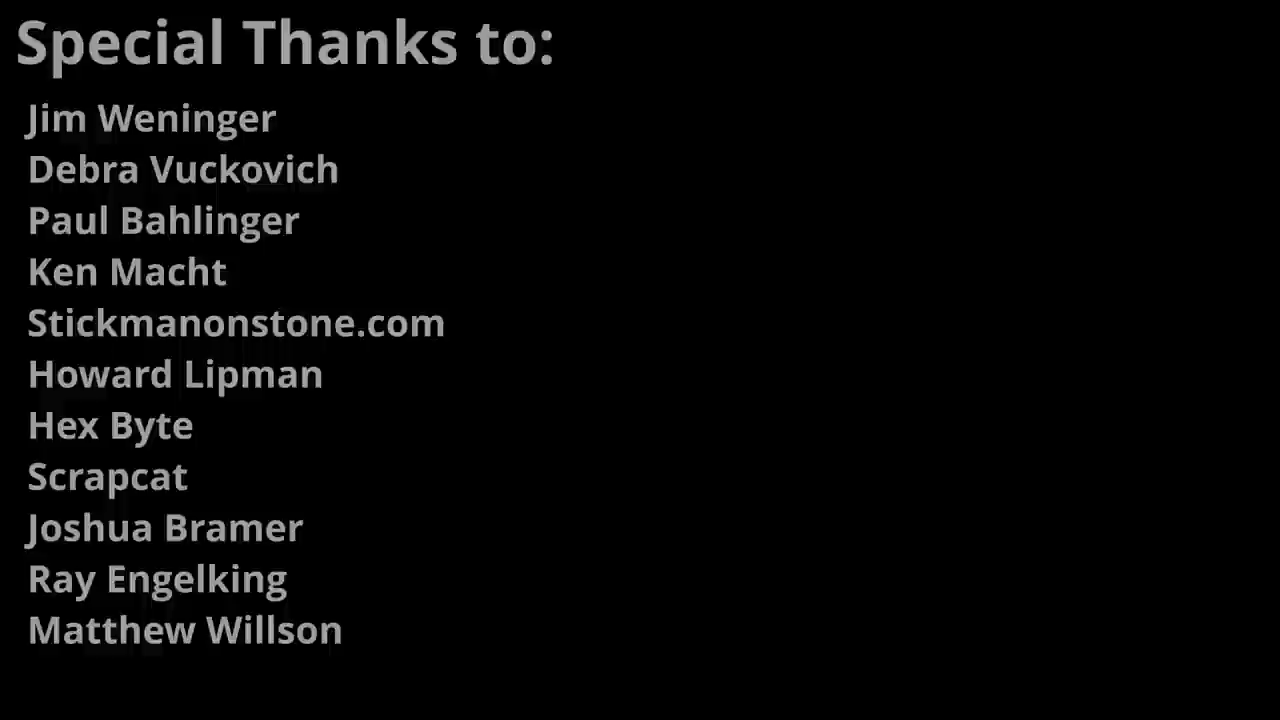 Special Thanks to:
Jim Weninger
Debra Vuckovich
Paul Bahlinger
Ken Macht
Stickmanonstone.com
Howard Lipman
Hex Byte
Scrapcat
Joshua Bramer
Ray Engelking
Matthew Willson